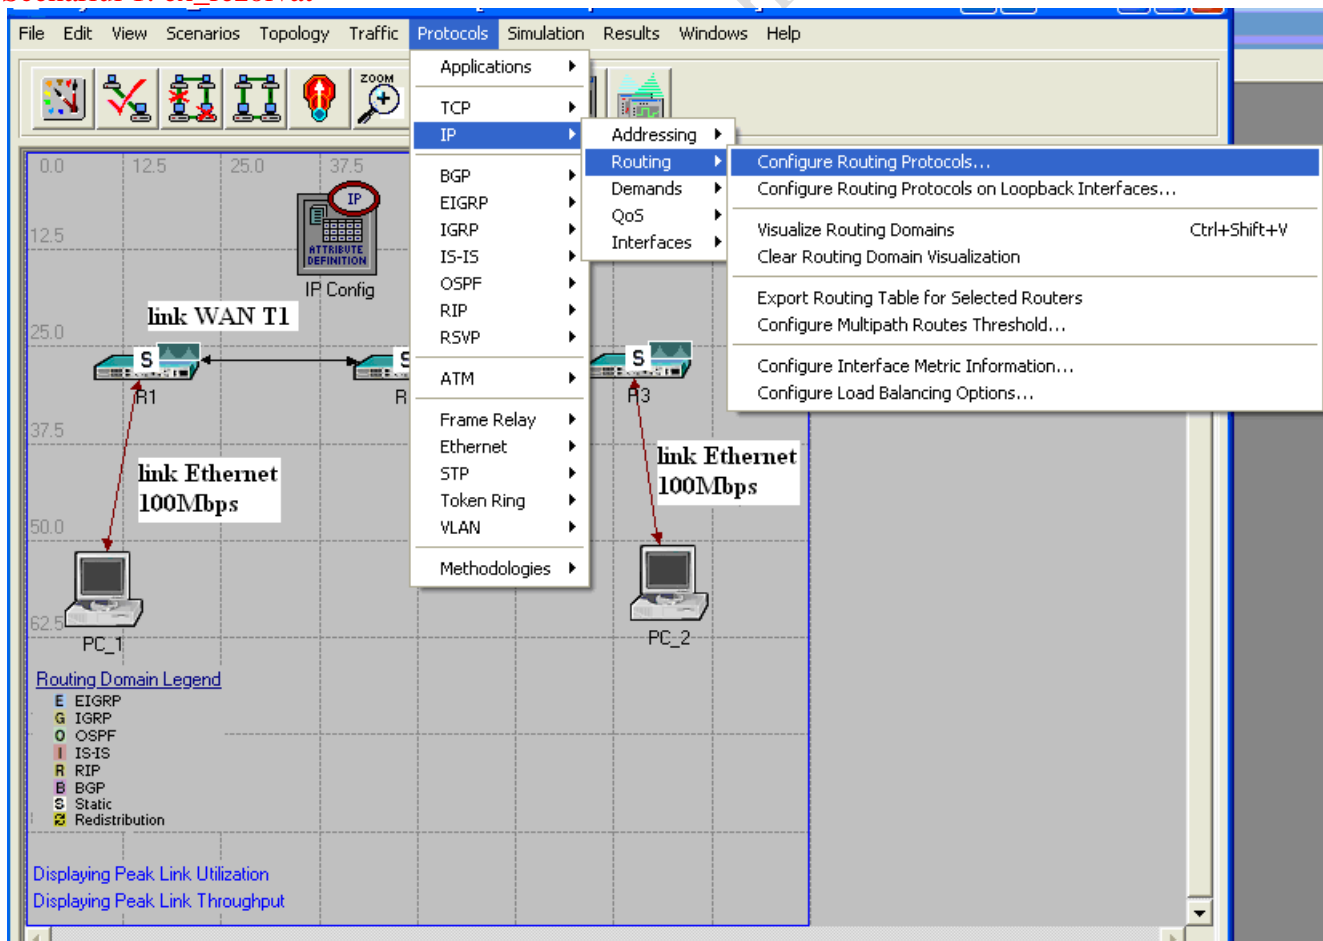 File Edit View Scenarios Topology Traffic Protocols Simulation Results Windows Help
ZOOM
Applications
TCP
IP
BGP
EIGRP
IGRP
IS-IS
OSPF
RIP
RSVP
ATM
Frame Relay
Ethernet
STP
Token Ring
VLAN
Methodologies
Addressing
Routing
Demands
QoS
Interfaces
Configure Routing Protocols...
Configure Routing Protocols on Loopback Interfaces...
Visualize Routing Domains Ctrl+Shift+V
Clear Routing Domain Visualization
Export Routing Table for Selected Routers
Configure Multipath Routes Threshold...
Configure Interface Metric Information...
Configure Load Balancing Options...
0.0 12.5 25.0 37.5
12.5
25.0
37.5
50.0
62.5
IP
ATTRIBUTE
DEFINITION
IP Config
link WAN T1
S
S
S
R1
R
R3
link Ethernet
100Mbps
link Ethernet
100Mbps
PC_1
PC_2
Routing Domain Legend
E EIGRP
G IGRP
O OSPF
I IS-IS
R RIP
B BGP
S Static
Redistribution
Displaying Peak Link Utilization
Displaying Peak Link Throughput